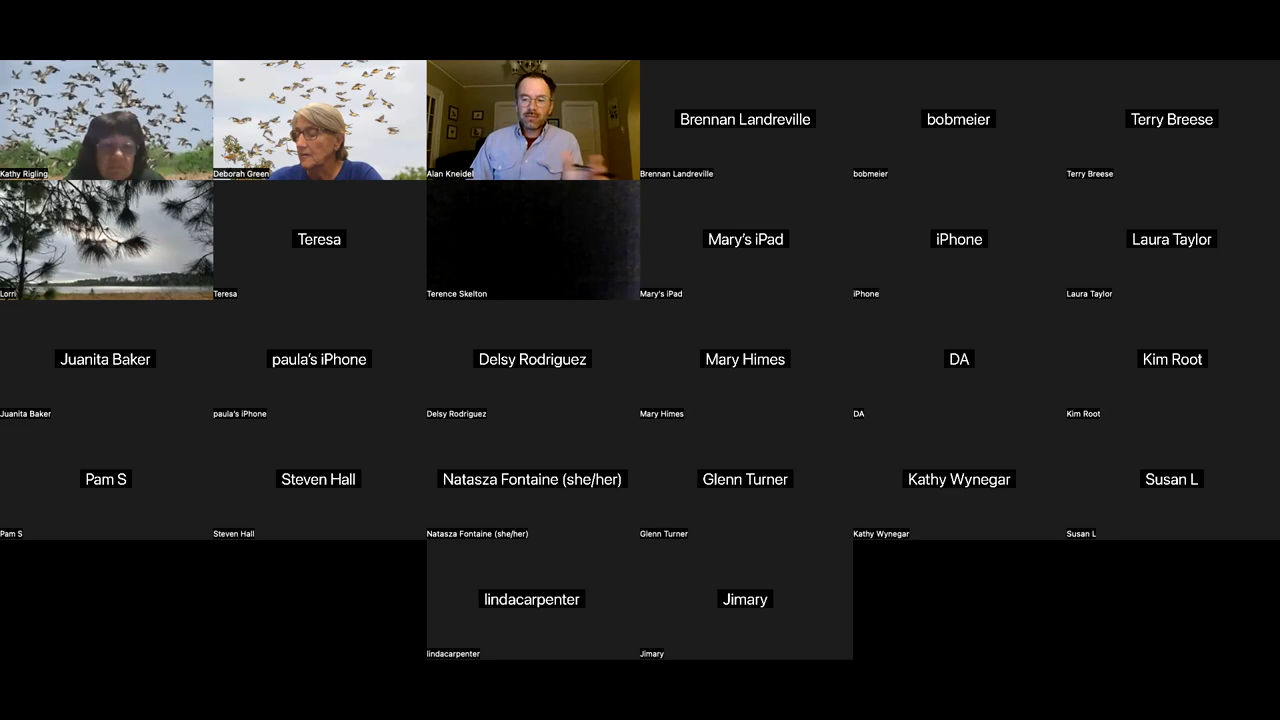 Brennan Landreville
bobmeier
Terry Breese
Kathy Rigling
Deborah Green
Alan Kneidel
Brennan Landreville
bobmeier
Terry Breese
Teresa
Mary's iPad
iPhone
Laura Taylor
Lorri
Teresa
Terence Skelton
Mary's iPad
iPhone
Laura Taylor
Juanita Baker
paula's iPhone
Delsy Rodriguez
Mary Himes
DA
Kim Root
Juanita Baker
paula's iPhone
Delsy Rodriguez
Mary Himes
DA
Kim Root
Pam S
Steven Hall
Natasza Fontaine (she/her)
Glenn Turner
Kathy Wynegar
Susan L
Pam S
Steven Hall
Natasza Fontaine (she/her)
Glenn Turner
Kathy Wynegar
Susan L
lindacarpenter
Jimary
lindacarpenter
Jimary